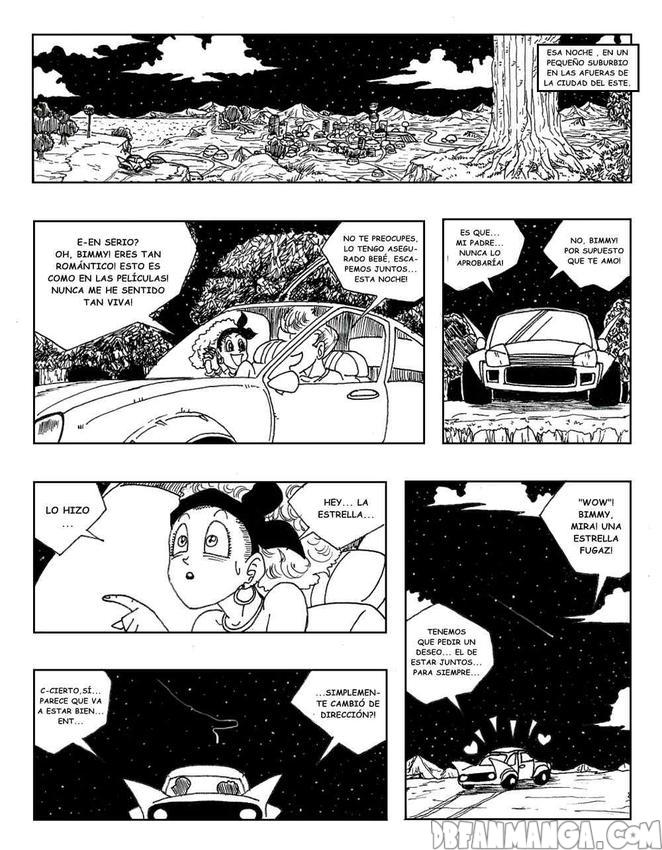 ESA NOCHE , EN UN
PEQUEÑO SUBURBIO
EN LAS AFUERAS DE
LA CIUDAD DEL ESTE.
NO, BIMMY!
POR SUPUESTO
QUE TE AMO!
ES QUE...
MI PADRE...
NUNCA LO
APROBARÍA!
NO TE PREOCUPES,
LO TENGO ASEGU-
RADO BEBÉ, ESCA-
PEMOS JUNTOS...
ESTA NOCHE!
E-EN SERIO?
OH, BIMMY! ERES TAN
ROMÁNTICO! ESTO ES
COMO EN LAS PELÍCULAS!
NUNCA ME HE SENTIDO
TAN VIVA!
"WOW"!
BIMMY,
MIRA! UNA
ESTRELLA
FUGAZ!
TENEMOS
QUE PEDIR UN
DESEO... EL DE
ESTAR JUNTOS...
PARA SIEMPRE...
HEY... LA
ESTRELLA...
LO HIZO
...
...SIMPLEMEN-
TE CAMBIÓ DE
DIRECCIÓN?!
C-CIERTO,SÍ...
PARECE QUE VA
A ESTAR BIEN...
ENT...
DBFANMANGA.COM